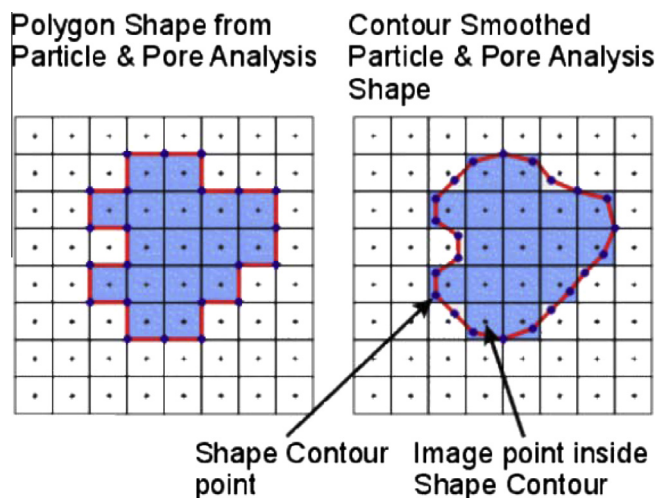 Polygon Shape from
Particle & Pore Analysis
Contour Smoothed
Particle & Pore Analysis
Shape
Shape Contour
point
Image point inside
Shape Contour